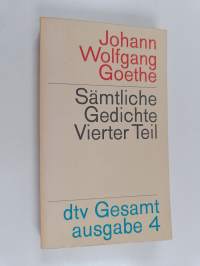 Johann
Wolfgang
Goethe
Sämtliche
Gedichte
Vierter Teil
dtv Gesamt
ausgabe 4